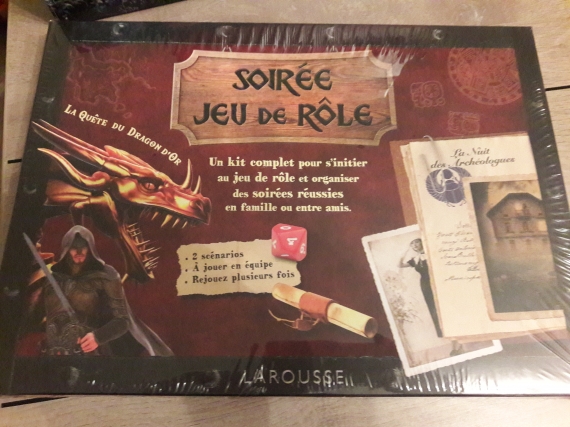 SOIRÉE
JEU DE RÔLE
LA QUÊTE DU DRAGON D'OR
Un kit complet pour s'initier
au jeu de rôle et organiser
des soirées réussies
en famille ou entre amis.
• 2 scénarios
• À jouer en équipe
• Rejouez plusieurs fois
La Nuit
des Archéologues
LAROUSSE